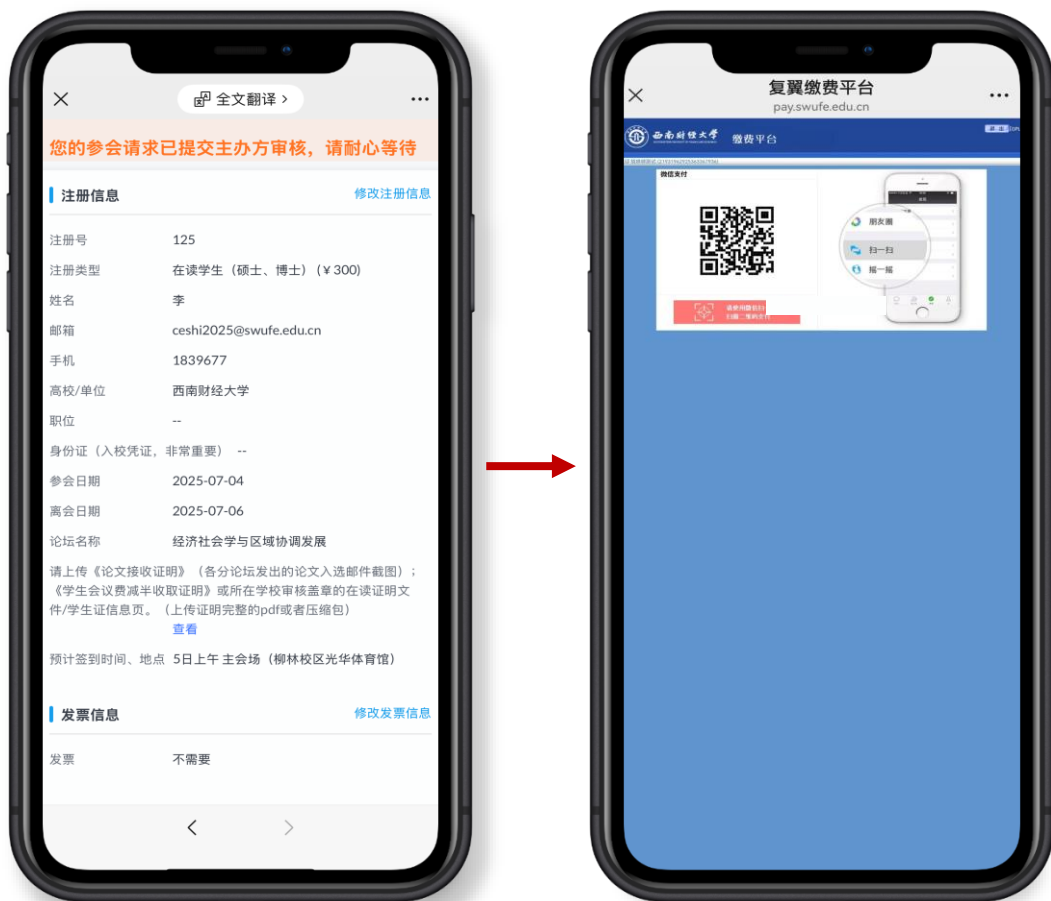 全文翻译 >
您的参会请求已提交主办方审核，请耐心等待
注册信息 修改注册信息
注册号 125
注册类型 在读学生（硕士、博士）(￥300)
姓名 李
邮箱 ceshi2025@swufe.edu.cn
手机 1839677
高校/单位 西南财经大学
职位 --
身份证（入校凭证，非常重要） --
参会日期 2025-07-04
离会日期 2025-07-06
论坛名称 经济社会学与区域协调发展
请上传《论文接收证明》（各分论坛发出的论文入选邮件截图）；
《学生会议费减半收取证明》或所在学校审核盖章的在读证明文
件/学生证信息页。（上传证明完整的pdf或者压缩包）
查看
预计签到时间、地点 5日上午 主会场（柳林校区光华体育馆）
发票信息 修改发票信息
发票 不需要
复翼缴费平台
pay.swufe.edu.cn
西南财经大学 缴费平台
微信支付
朋友圈
扫一扫
摇一摇